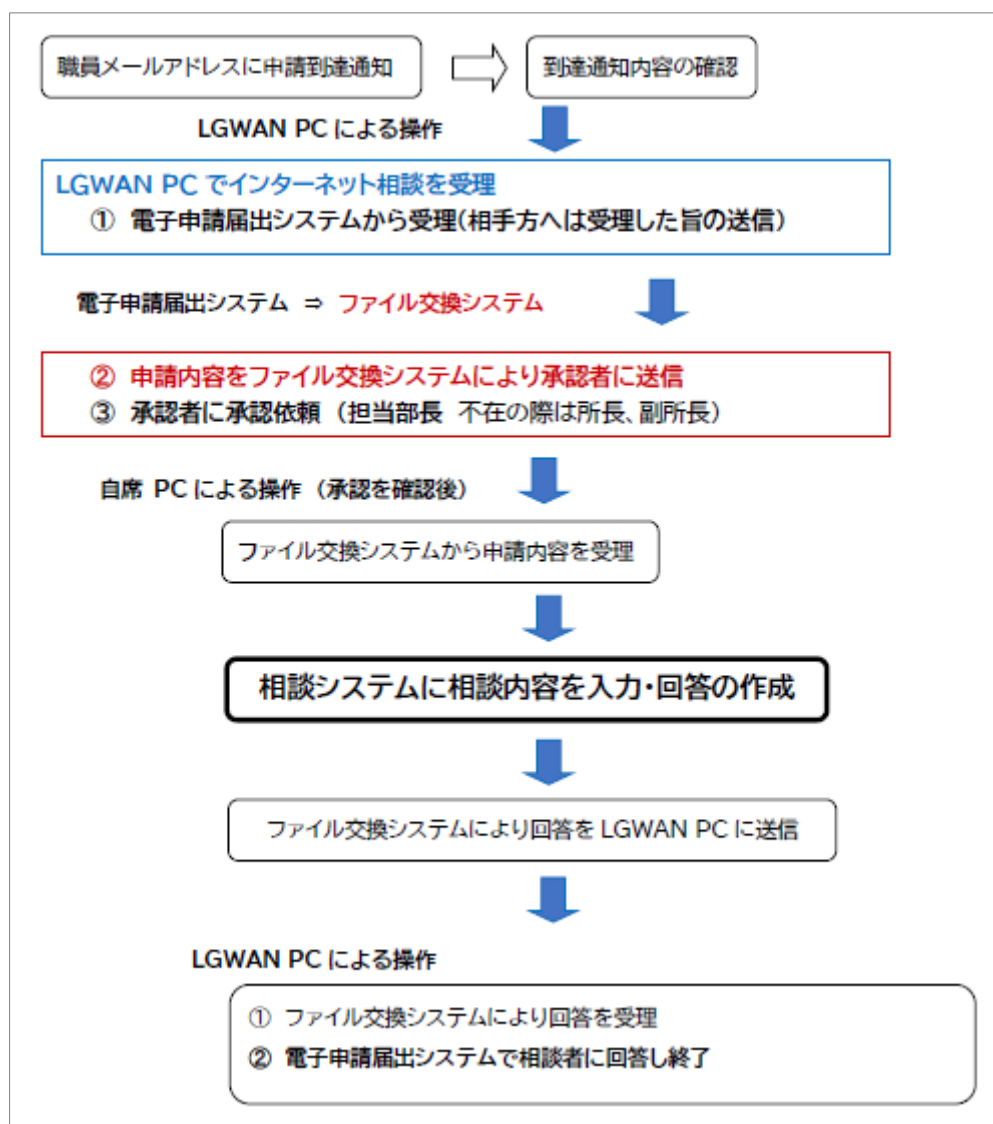 職員メールアドレスに申請到達通知
到達通知内容の確認
LGWAN PC による操作
LGWAN PC でインターネット相談を受理
① 電子申請届出システムから受理(相手方へは受理した旨の送信)
電子申請届出システム ⇒ ファイル交換システム
② 申請内容をファイル交換システムにより承認者に送信
③ 承認者に承認依頼 (担当部長 不在の際は所長、副所長)
自席 PC による操作 (承認を確認後)
ファイル交換システムから申請内容を受理
相談システムに相談内容を入力・回答の作成
ファイル交換システムにより回答を LGWAN PC に送信
LGWAN PC による操作
① ファイル交換システムにより回答を受理
② 電子申請届出システムで相談者に回答し終了